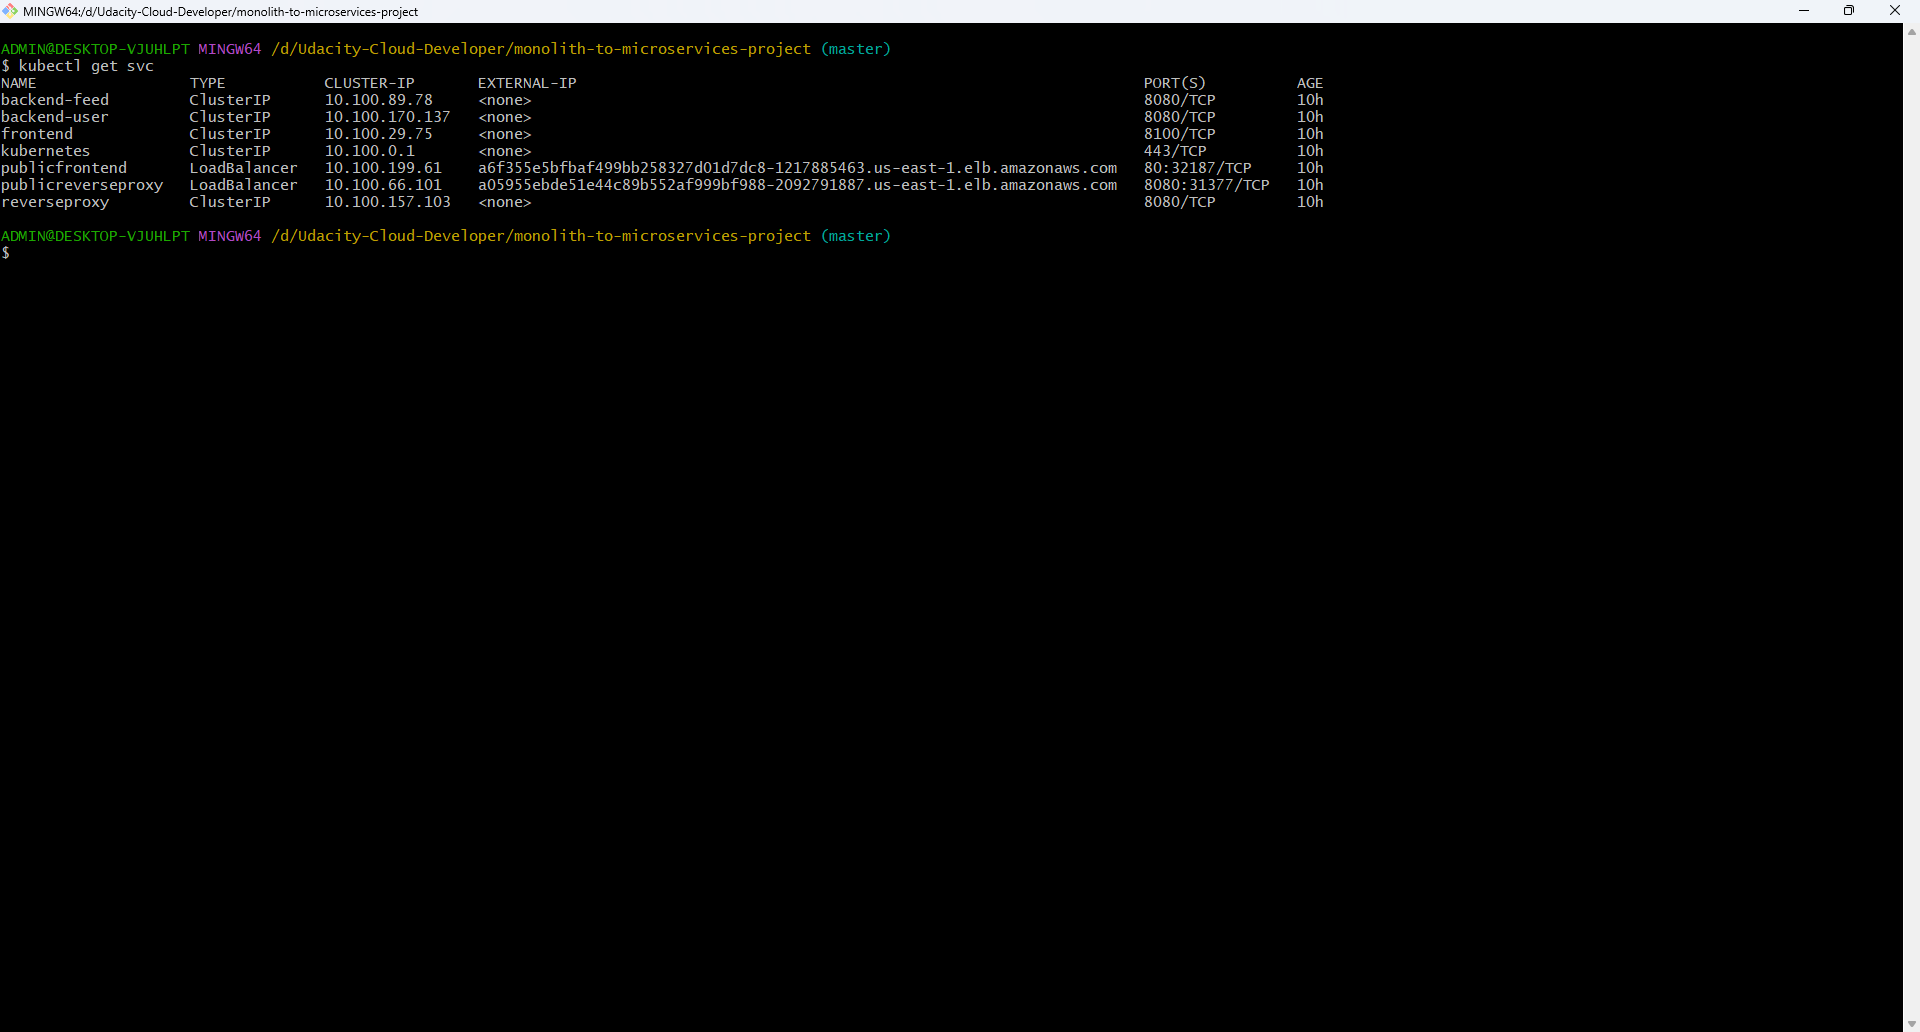 MINGW64:/d/Udacity-Cloud-Developer/monolith-to-microservices-project
ADMIN@DESKTOP-VJUHLPT MINGW64 /d/Udacity-Cloud-Developer/monolith-to-microservices-project (master)
$ kubectl get svc
NAME TYPE CLUSTER-IP EXTERNAL-IP PORT(S) AGE
backend-feed ClusterIP 10.100.89.78 <none> 8080/TCP 10h
backend-user ClusterIP 10.100.170.137 <none> 8080/TCP 10h
frontend ClusterIP 10.100.29.75 <none> 8100/TCP 10h
kubernetes ClusterIP 10.100.0.1 <none> 443/TCP 10h
publicfrontend LoadBalancer 10.100.199.61 a6f355e5bfbaf499bb258327d01d7dc8-1217885463.us-east-1.elb.amazonaws.com 80:32187/TCP 10h
publicreverseproxy LoadBalancer 10.100.66.101 a05955ebde51e44c89b552af999bf988-2092791887.us-east-1.elb.amazonaws.com 8080:31377/TCP 10h
reverseproxy ClusterIP 10.100.157.103 <none> 8080/TCP 10h
ADMIN@DESKTOP-VJUHLPT MINGW64 /d/Udacity-Cloud-Developer/monolith-to-microservices-project (master)
$